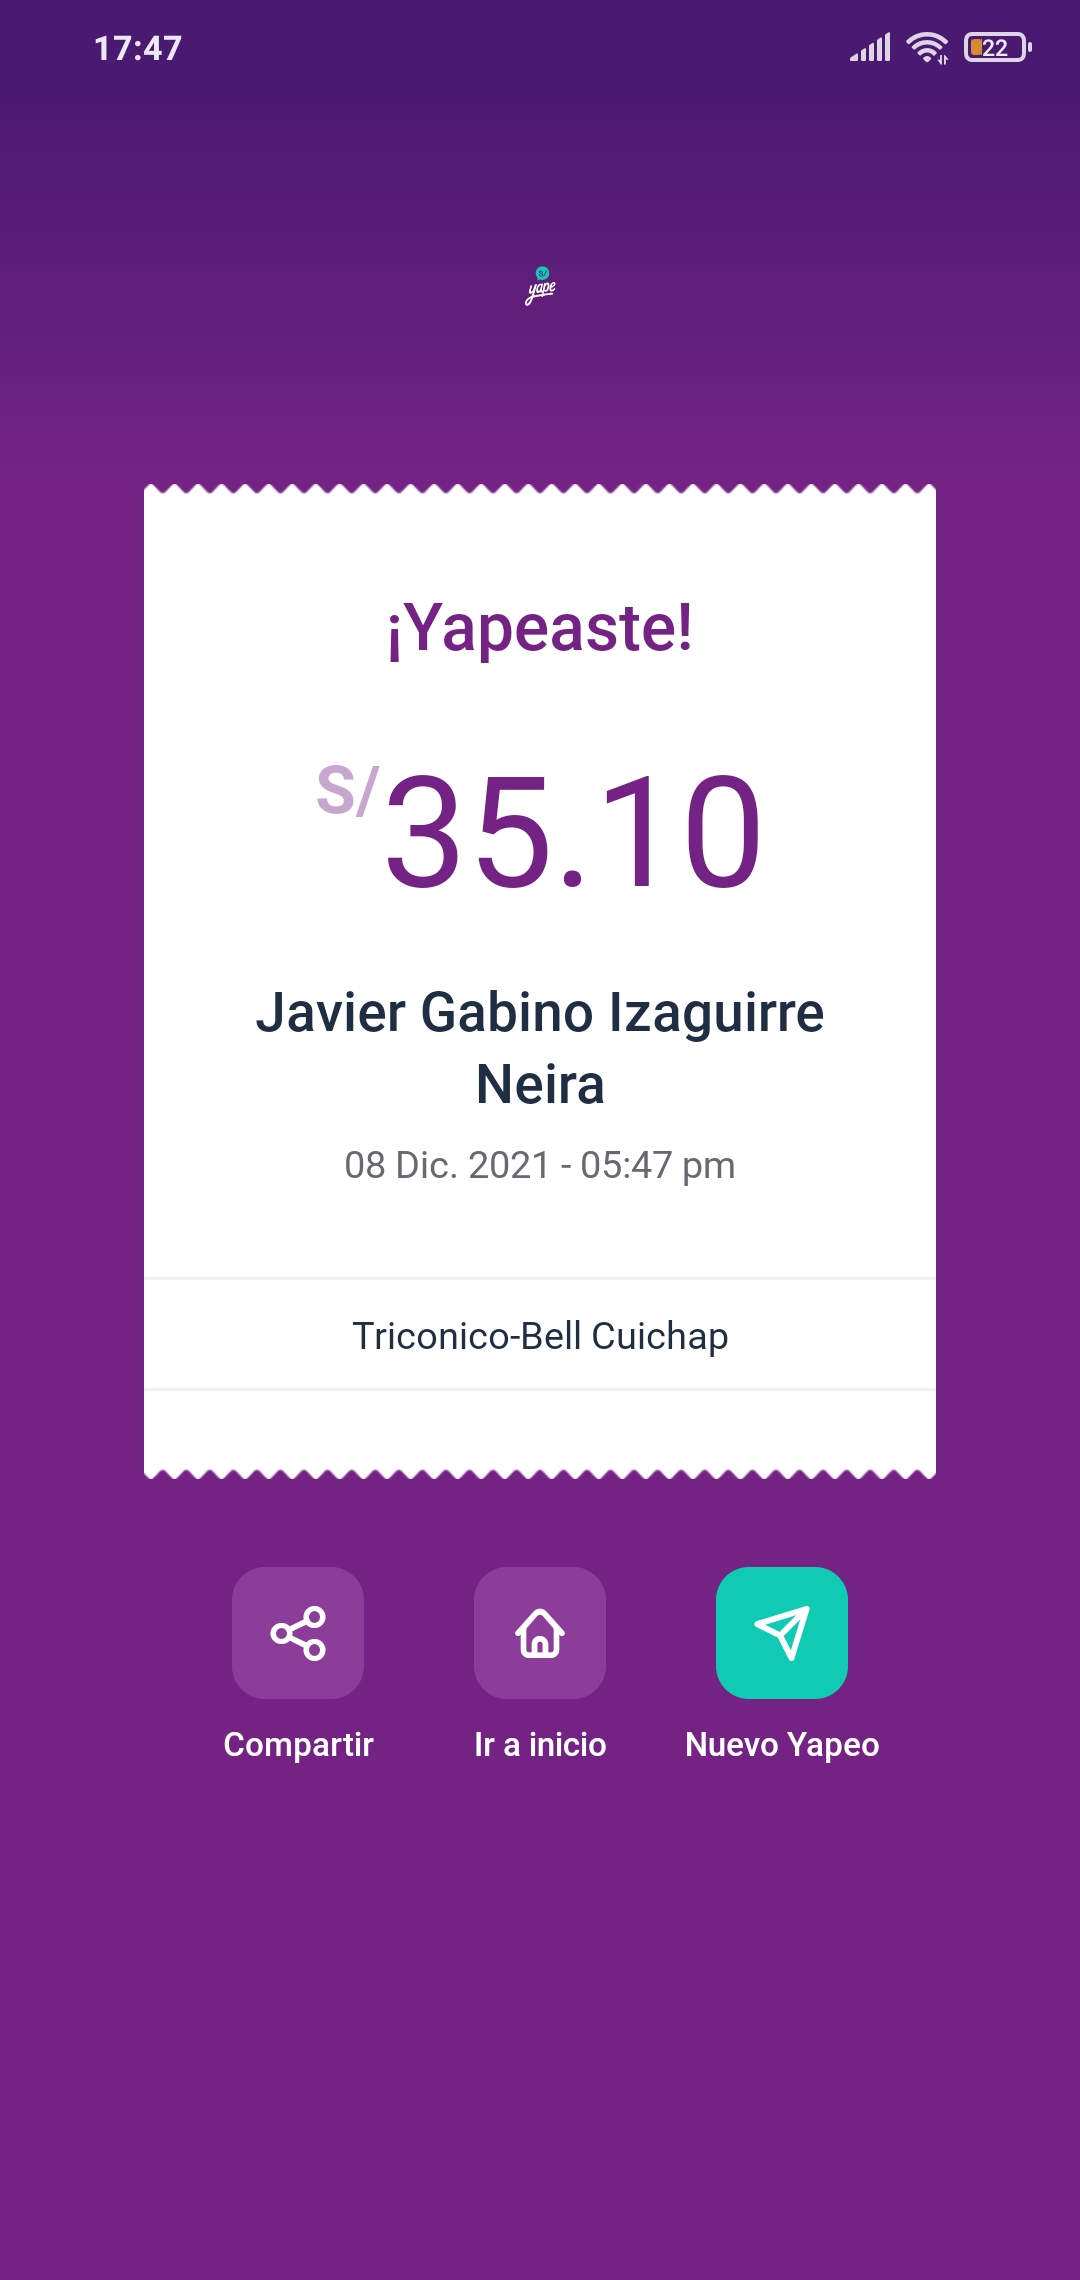 17:47
22
S/
yape
¡Yapeaste!
S/35.10
Javier Gabino Izaguirre
Neira
08 Dic. 2021 - 05:47 pm
Triconico-Bell Cuichap
Compartir Ir a inicio Nuevo Yapeo